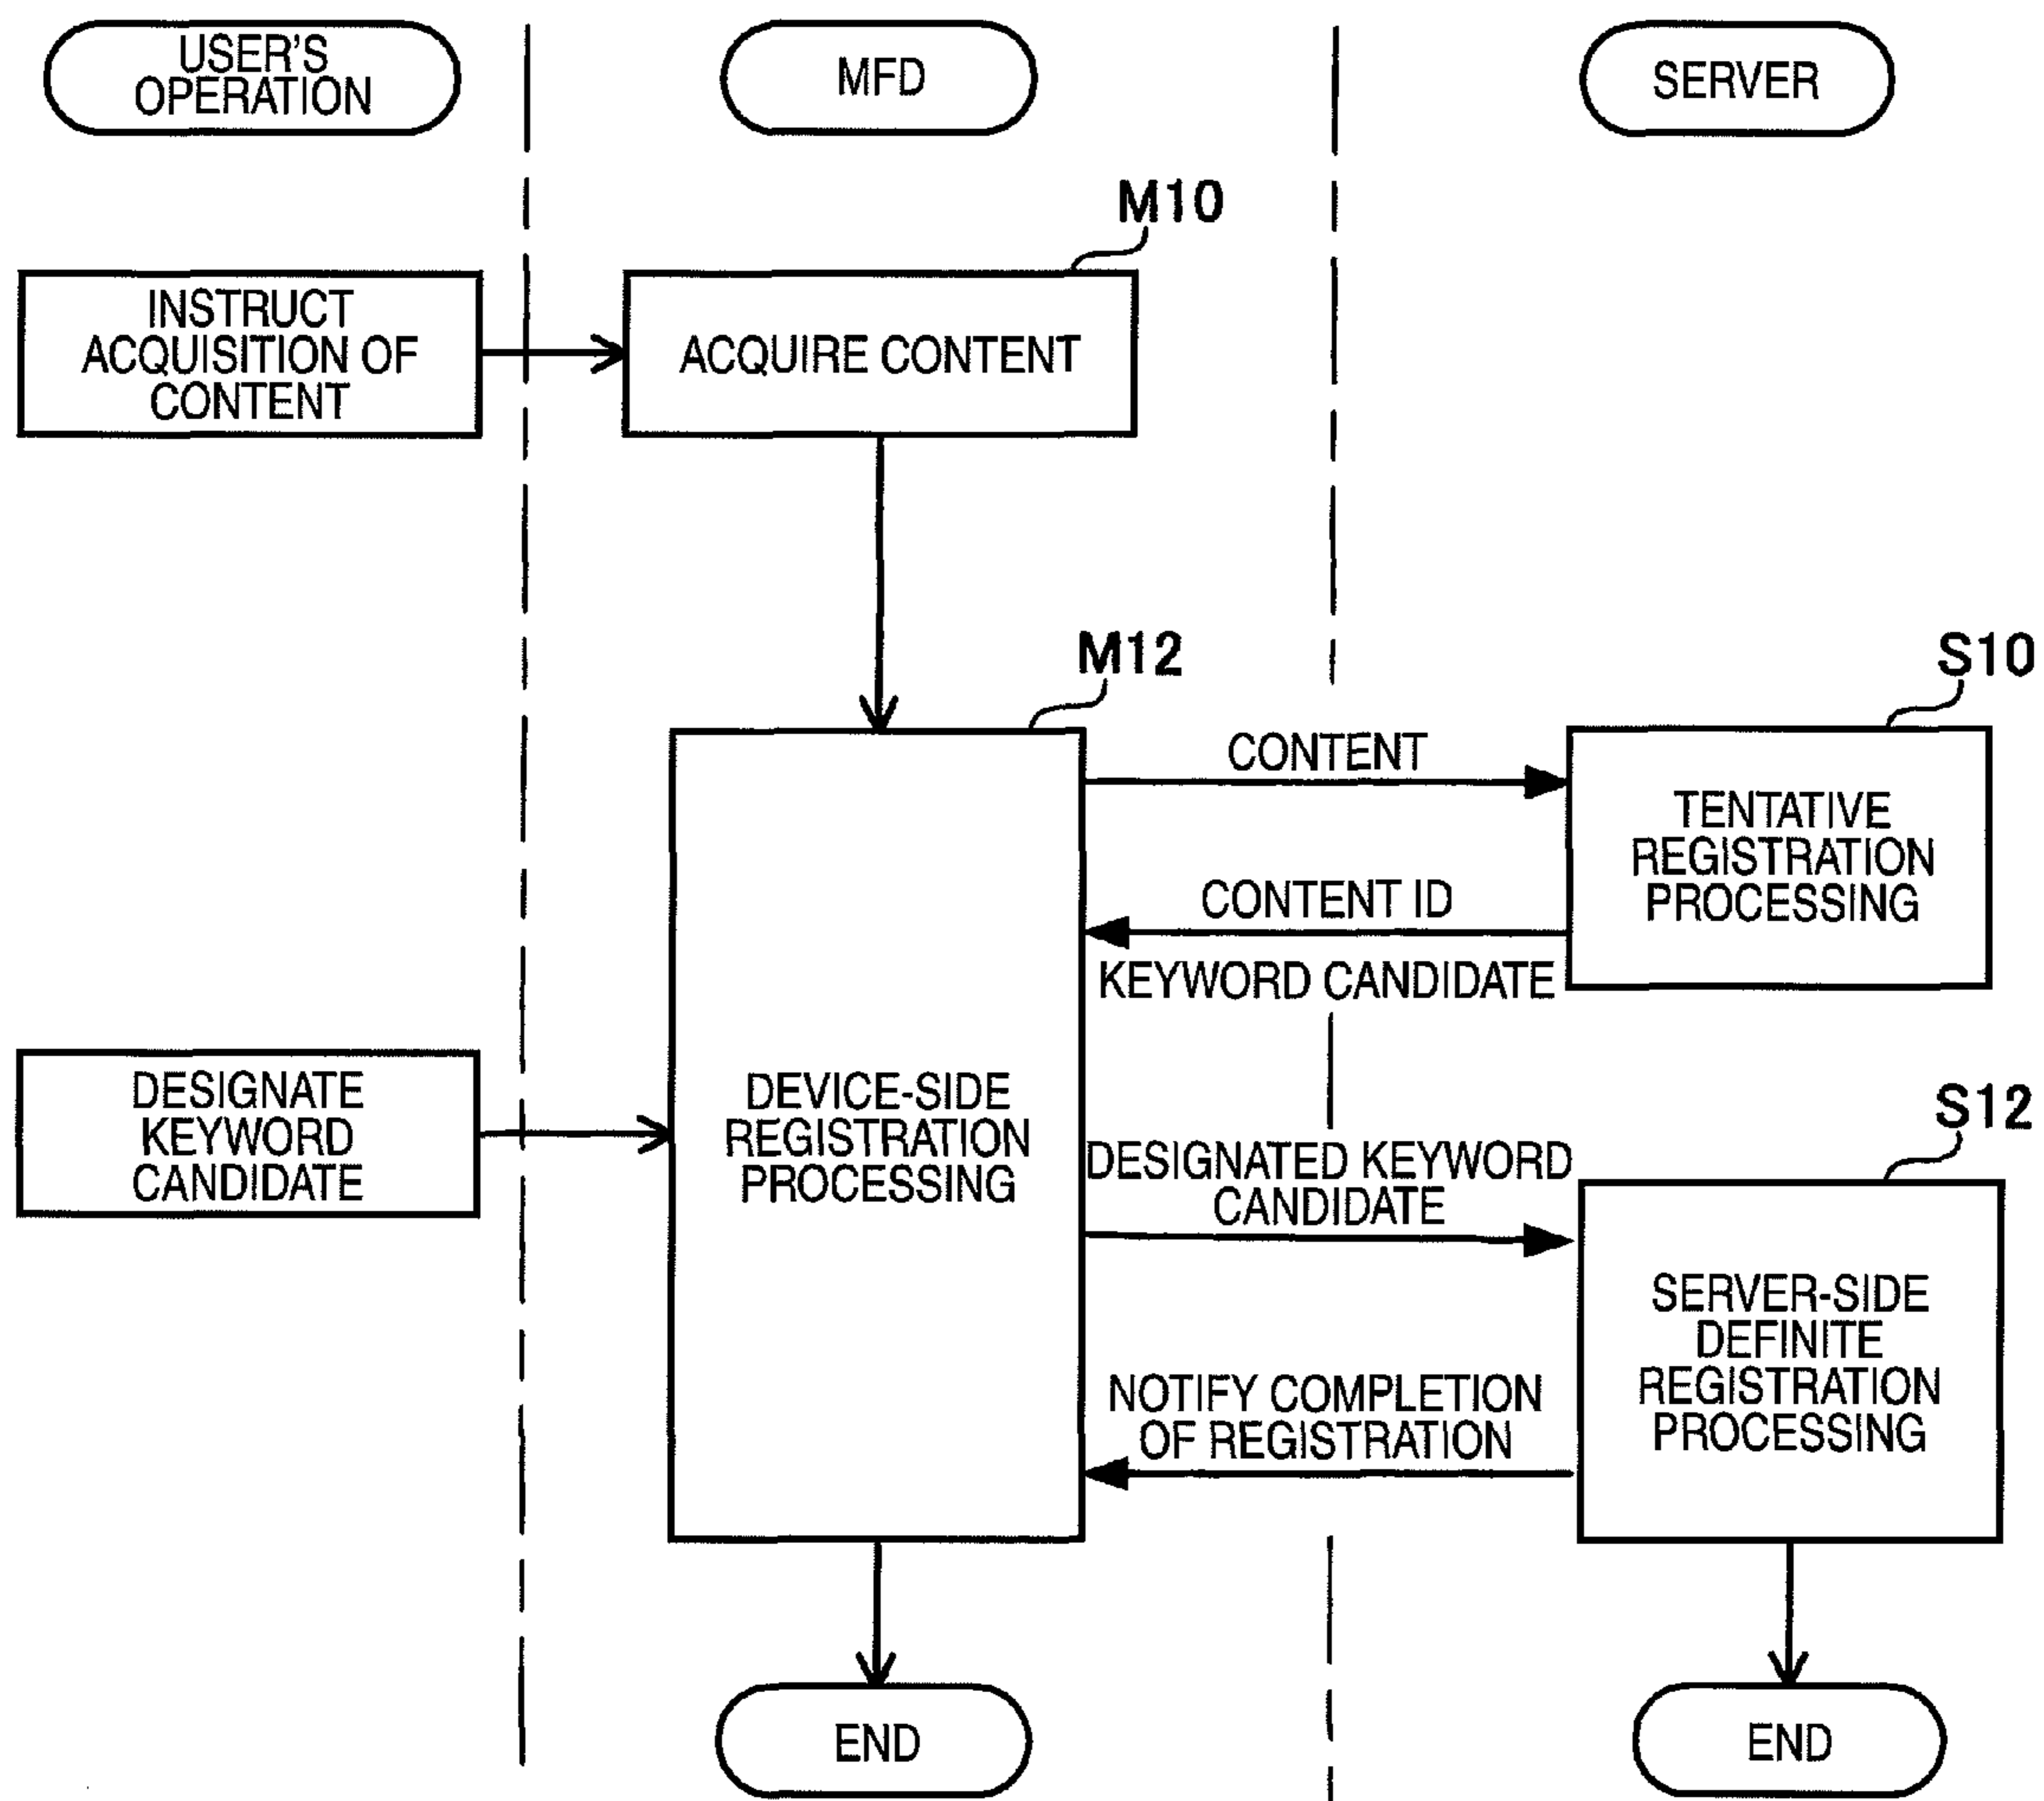 USER'S
OPERATION
MFD
SERVER
M10
INSTRUCT
ACQUISITION OF
CONTENT
ACQUIRE CONTENT
M12
S10
CONTENT
TENTATIVE
REGISTRATION
PROCESSING
CONTENT ID
KEYWORD CANDIDATE
DESIGNATE
KEYWORD
CANDIDATE
DEVICE-SIDE
REGISTRATION
PROCESSING
S12
DESIGNATED KEYWORD
CANDIDATE
SERVER-SIDE
DEFINITE
REGISTRATION
PROCESSING
NOTIFY COMPLETION
OF REGISTRATION
END
END